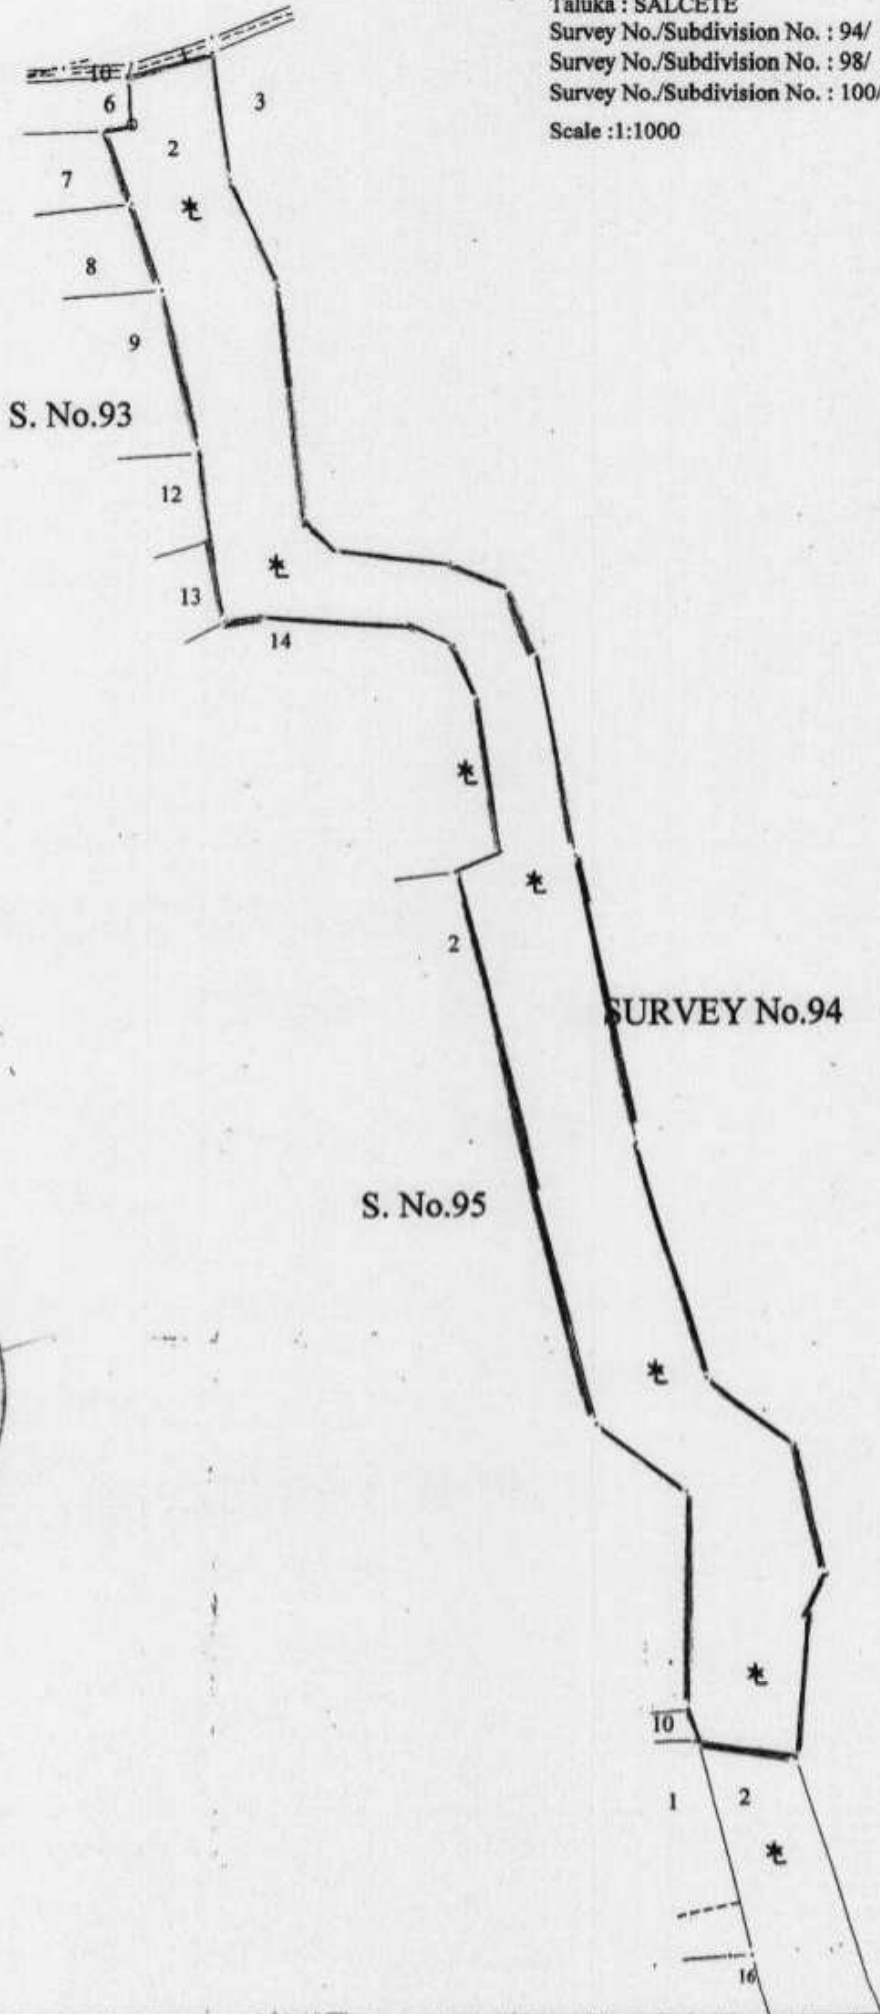 Taluka : SALCETE
Survey No./Subdivision No. : 94/
Survey No./Subdivision No. : 98/
Survey No./Subdivision No. : 100/
Scale :1:1000
10
6
3
2
7
8
9
S. No.93
12
13
14
2
SURVEY No.94
S. No.95
10
1
2
16